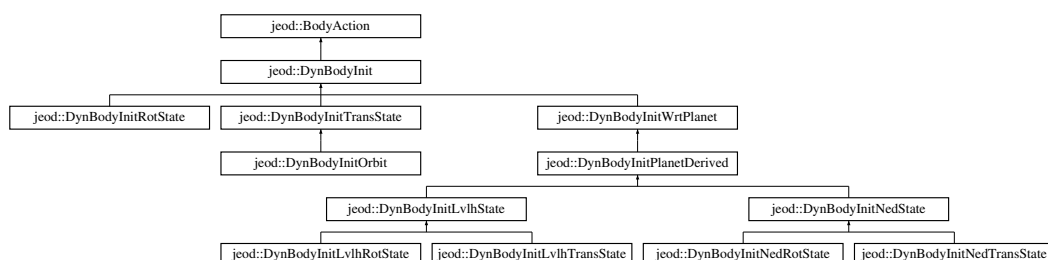 jeod::BodyAction
jeod::DynBodyInit
jeod::DynBodyInitRotState
jeod::DynBodyInitTransState
jeod::DynBodyInitWrtPlanet
jeod::DynBodyInitOrbit
jeod::DynBodyInitPlanetDerived
jeod::DynBodyInitLvlhState
jeod::DynBodyInitNedState
jeod::DynBodyInitLvlhRotState
jeod::DynBodyInitLvlhTransState
jeod::DynBodyInitNedRotState
jeod::DynBodyInitNedTransState